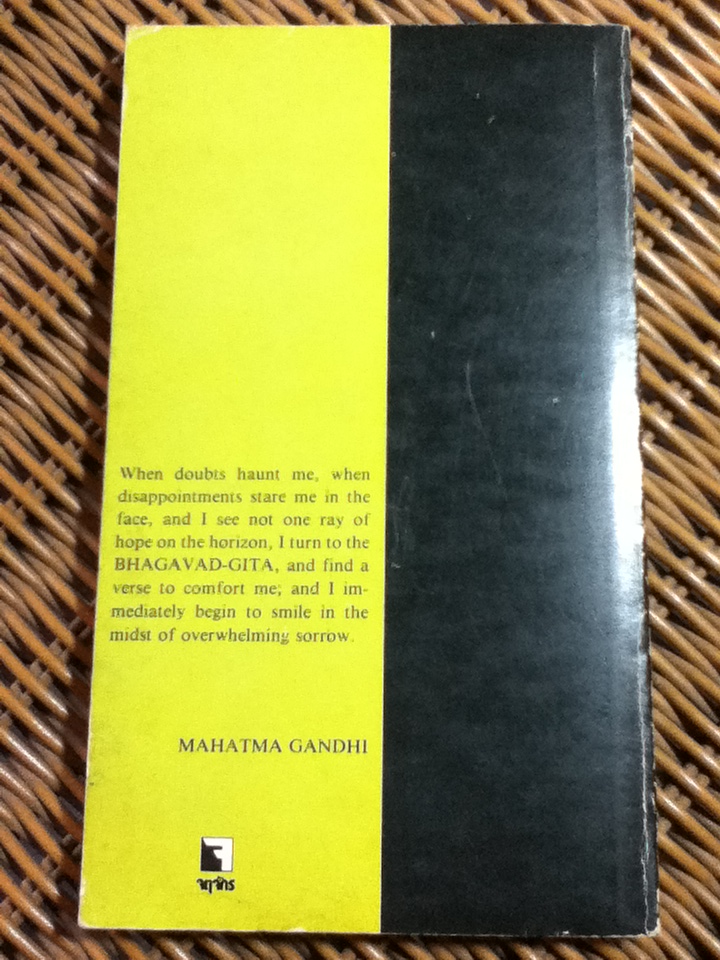 When doubts haunt me, when
disappointments stare me in the
face, and I see not one ray of
hope on the horizon, I turn to the
BHAGAVAD-GITA, and find a
verse to comfort me; and I im-
mediately begin to smile in the
midst of overwhelming sorrow.
MAHATMA GANDHI